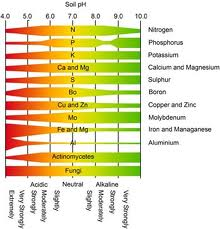 Soil pH
4.0 5.0 6.0 7.0 8.0 9.0 10.0
N Nitrogen
P Phosphorus
K Potassium
Ca and Mg Calcium and Magnesium
S Sulphur
Bo Boron
Cu and Zn Copper and Zinc
Mo Molybdenum
Fe and Mg Iron and Manganese
Al Aluminium
Actinomycetes
Fungi
Acidic Neutral Alkaline
Extremely
Very Strongly
Strongly
Moderately
Slightly
Slightly
Moderately
Strongly
Very Strongly